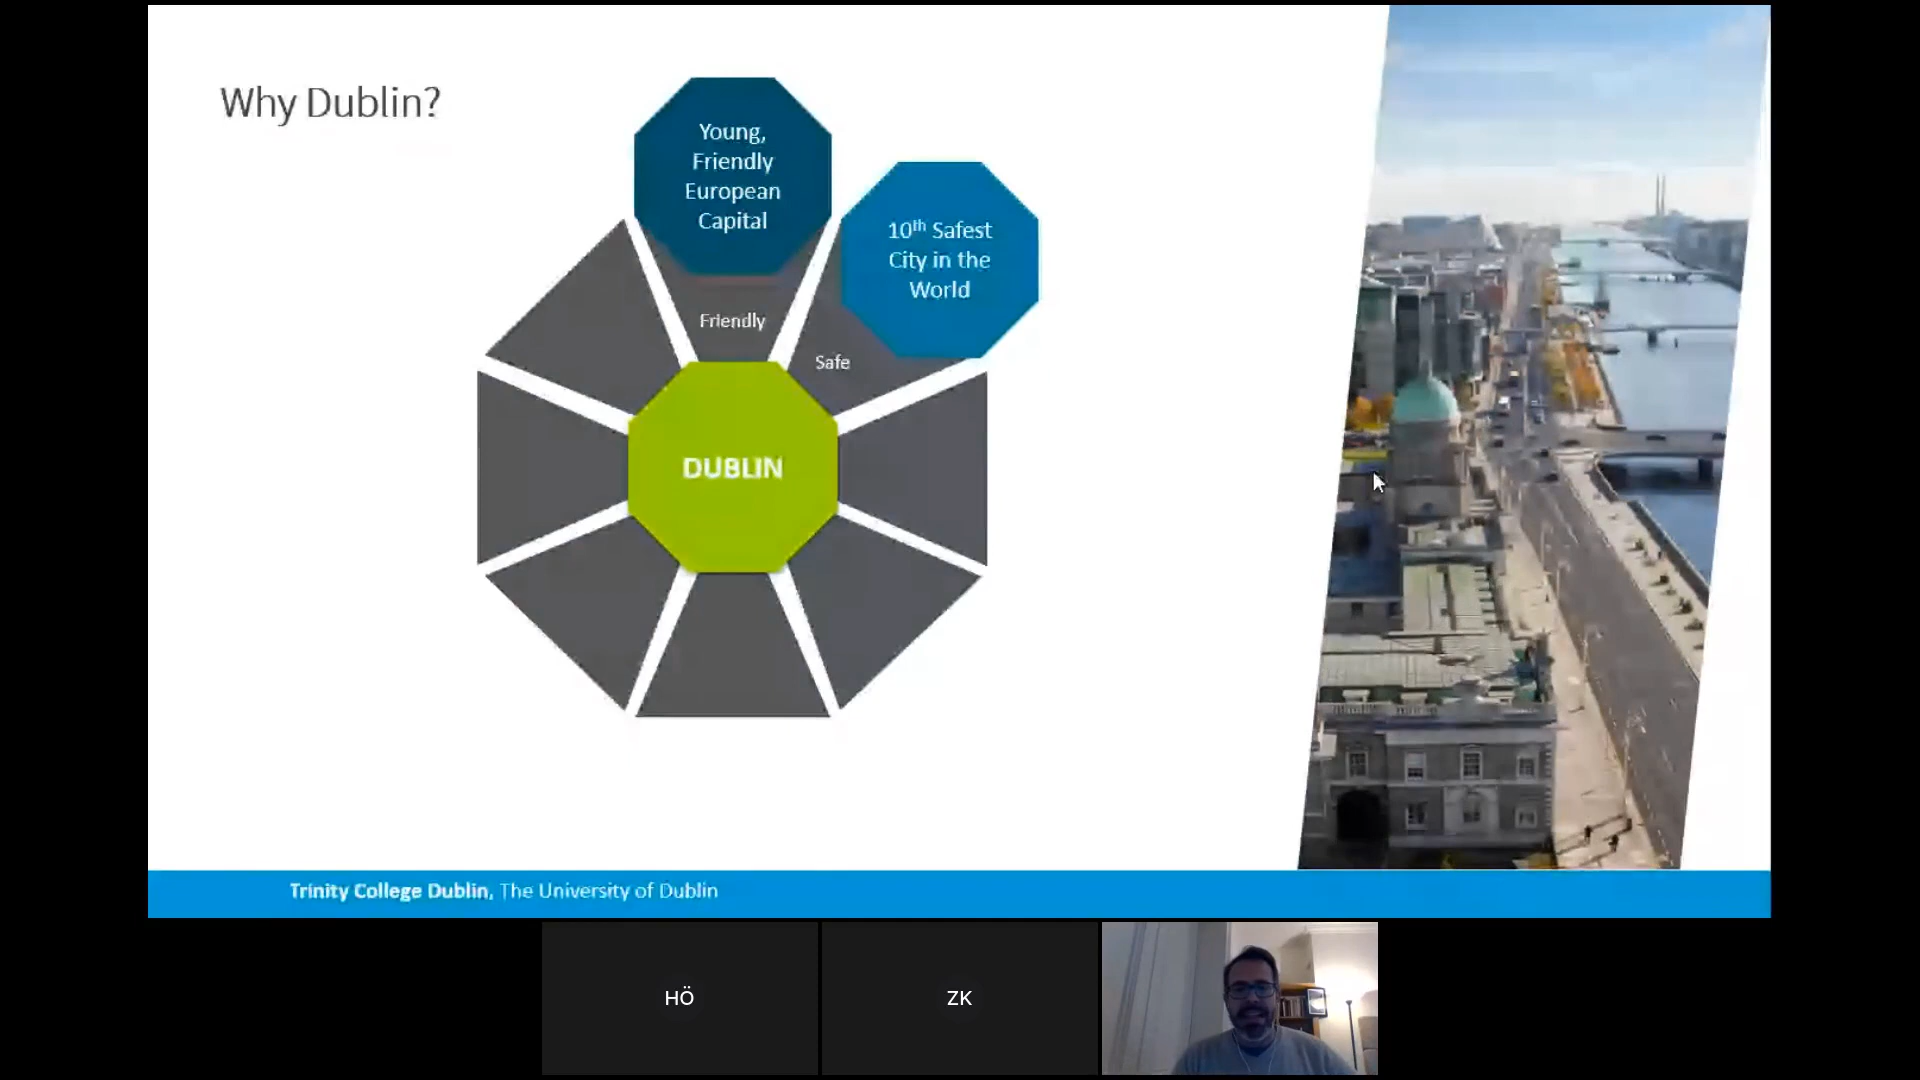 Why Dublin?
Young,
Friendly
European
Capital
10th Safest
City in the
World
Friendly
Safe
DUBLIN
Trinity College Dublin, The University of Dublin
HÖ
ZK